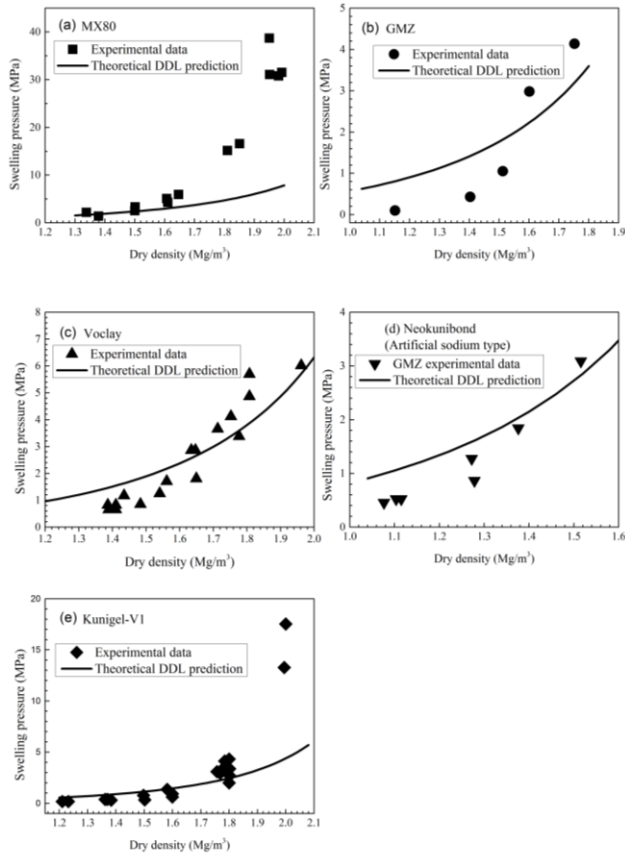 (a) MX80
Experimental data
Theoretical DDL prediction
Swelling pressure (MPa)
40
30
20
10
0
1.2 1.3 1.4 1.5 1.6 1.7 1.8 1.9 2.0 2.1
Dry density (Mg/m³)
(b) GMZ
Experimental data
Theoretical DDL prediction
Swelling pressure (MPa)
5
4
3
2
1
0
1.0 1.1 1.2 1.3 1.4 1.5 1.6 1.7 1.8 1.9
Dry density (Mg/m³)
(c) Voclay
Experimental data
Theoretical DDL prediction
Swelling pressure (MPa)
8
7
6
5
4
3
2
1
0
1.2 1.3 1.4 1.5 1.6 1.7 1.8 1.9 2.0
Dry density (Mg/m³)
(d) Neokunibond
(Artificial sodium type)
GMZ experimental data
Theoretical DDL prediction
Swelling pressure (MPa)
4
3
2
1
0
1.0 1.1 1.2 1.3 1.4 1.5 1.6
Dry density (Mg/m³)
(e) Kunigel-V1
Experimental data
Theoretical DDL prediction
Swelling pressure (MPa)
20
15
10
5
0
1.2 1.3 1.4 1.5 1.6 1.7 1.8 1.9 2.0 2.1
Dry density (Mg/m³)